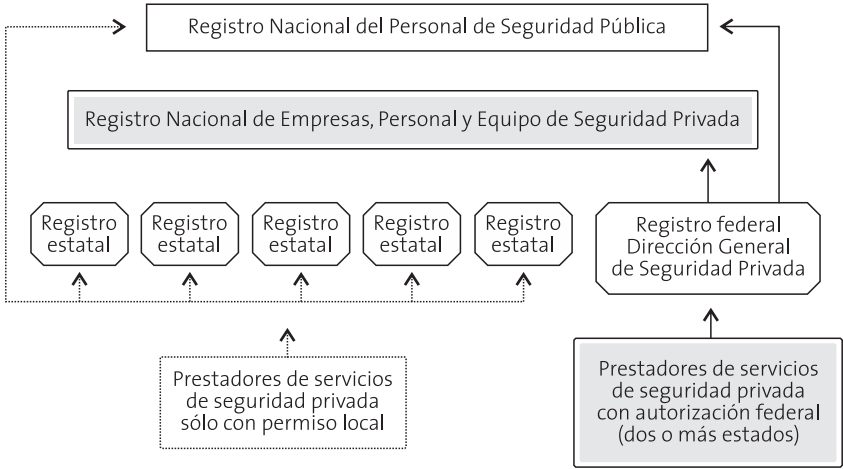 Registro Nacional del Personal de Seguridad Pública
Registro Nacional de Empresas, Personal y Equipo de Seguridad Privada
Registro
estatal
Registro
estatal
Registro
estatal
Registro
estatal
Registro
estatal
Registro federal
Dirección General
de Seguridad Privada
Prestadores de servicios
de seguridad privada
sólo con permiso local
Prestadores de servicios
de seguridad privada
con autorización federal
(dos o más estados)